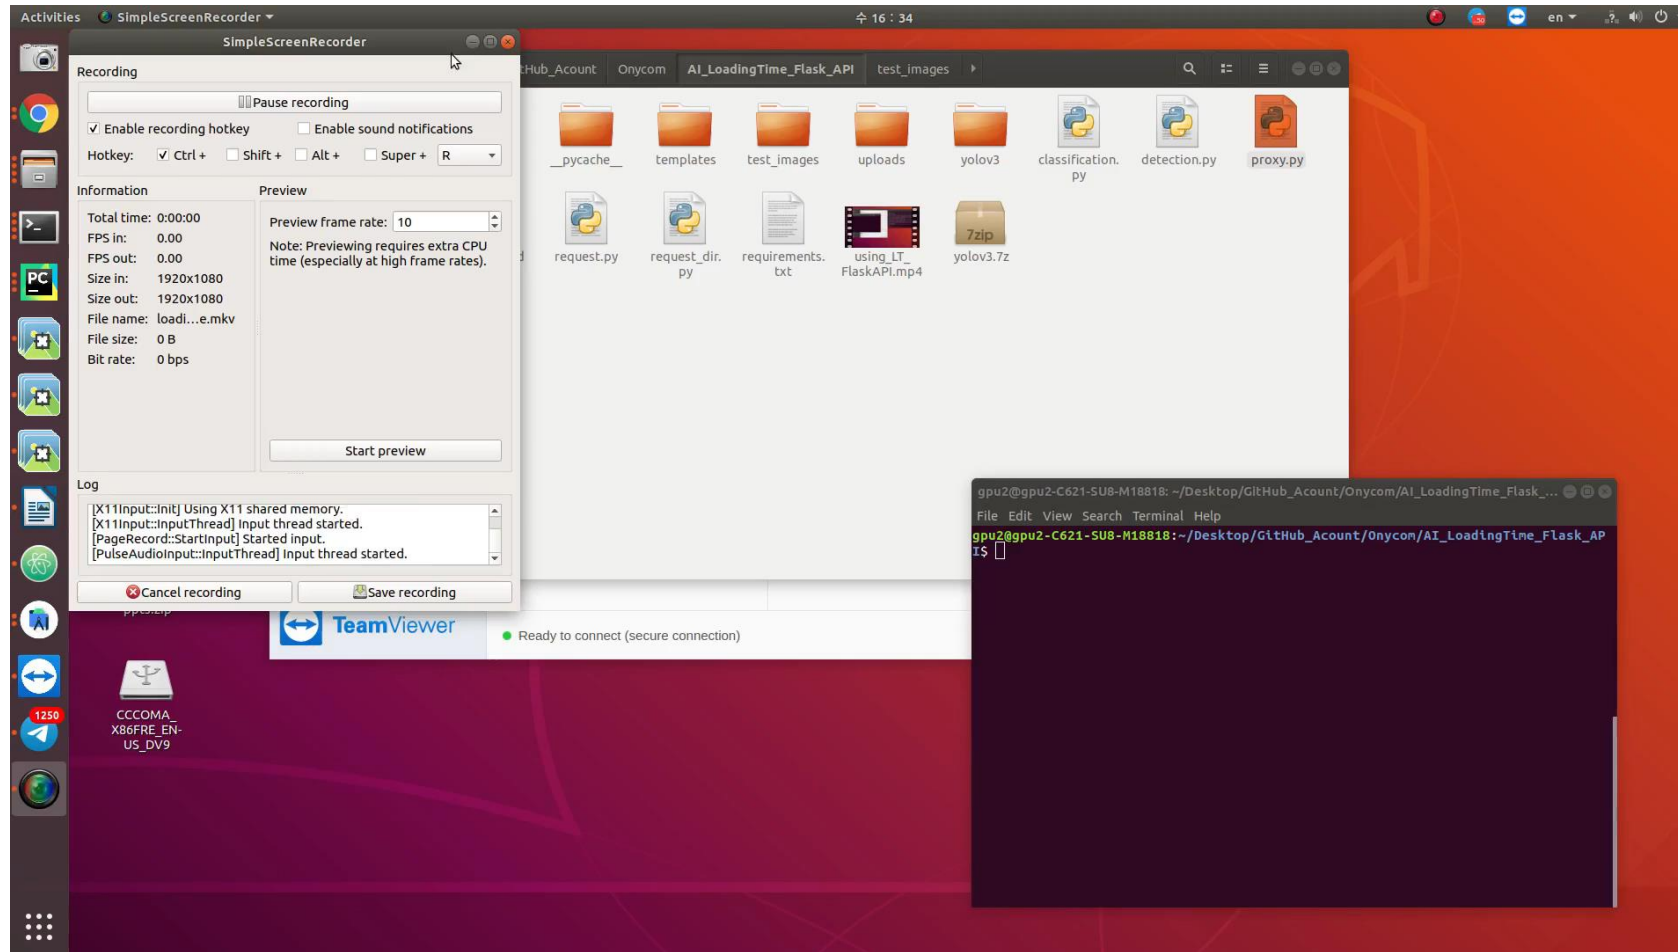 Activities
SimpleScreenRecorder
수 16 : 34
en
SimpleScreenRecorder
Recording
Pause recording
Enable recording hotkey
Enable sound notifications
Hotkey:
Ctrl +
Shift +
Alt +
Super +
R
Information
Total time: 0:00:00
FPS in: 0.00
FPS out: 0.00
Size in: 1920x1080
Size out: 1920x1080
File name: loadi...e.mkv
File size: 0 B
Bit rate: 0 bps
Preview
Preview frame rate: 10
Note: Previewing requires extra CPU
time (especially at high frame rates).
Start preview
Log
[X11Input::Init] Using X11 shared memory.
[X11Input::InputThread] Input thread started.
[PageRecord::StartInput] Started input.
[PulseAudioInput::InputThread] Input thread started.
Cancel recording
Save recording
tHub_Acount
Onycom
AI_LoadingTime_Flask_API
test_images
__pycache__
templates
test_images
uploads
yolov3
classification.
py
detection.py
proxy.py
request.py
request_dir.
py
requirements.
txt
using_LT_
FlaskAPI.mp4
7zip
yolov3.7z
gpu2@gpu2-C621-SU8-M18818: ~/Desktop/GitHub_Acount/Onycom/AI_LoadingTime_Flask_...
File Edit View Search Terminal Help
gpu2@gpu2-C621-SU8-M18818:~/Desktop/GitHub_Acount/Onycom/AI_LoadingTime_Flask_AP
I$
TeamViewer
Ready to connect (secure connection)
CCCOMA_
X86FRE_EN-
US_DV9
PC
1250